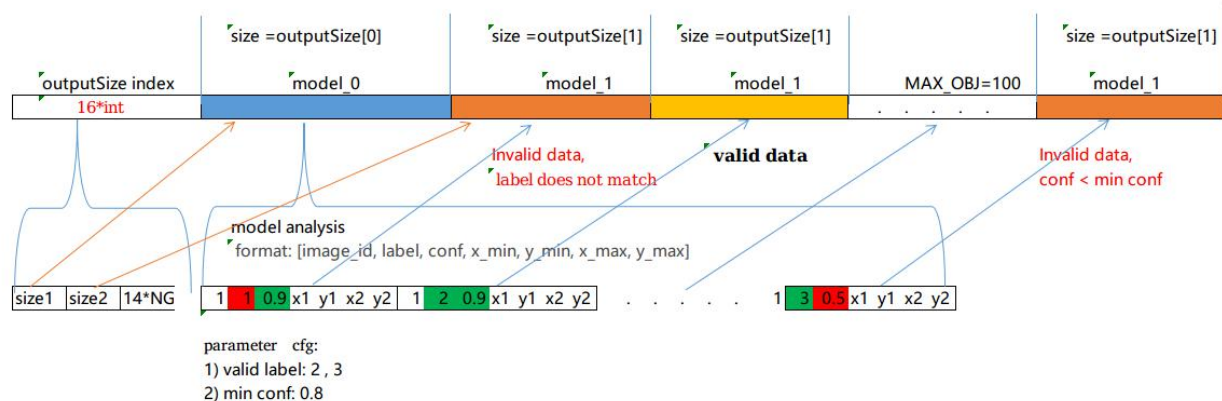 size =outputSize[0]
size =outputSize[1]
size =outputSize[1]
size =outputSize[1]
outputSize index
model_0
model_1
model_1
MAX_OBJ=100
model_1
16*int
. . . . .
Invalid data,
label does not match
valid data
Invalid data,
conf < min conf
model analysis
format: [image_id, label, conf, x_min, y_min, x_max, y_max]
size1 size2 14*NG
1 1 0.9 x1 y1 x2 y2 1 2 0.9 x1 y1 x2 y2 . . . . . 1 3 0.5 x1 y1 x2 y2
parameter cfg:
1) valid label: 2 , 3
2) min conf: 0.8